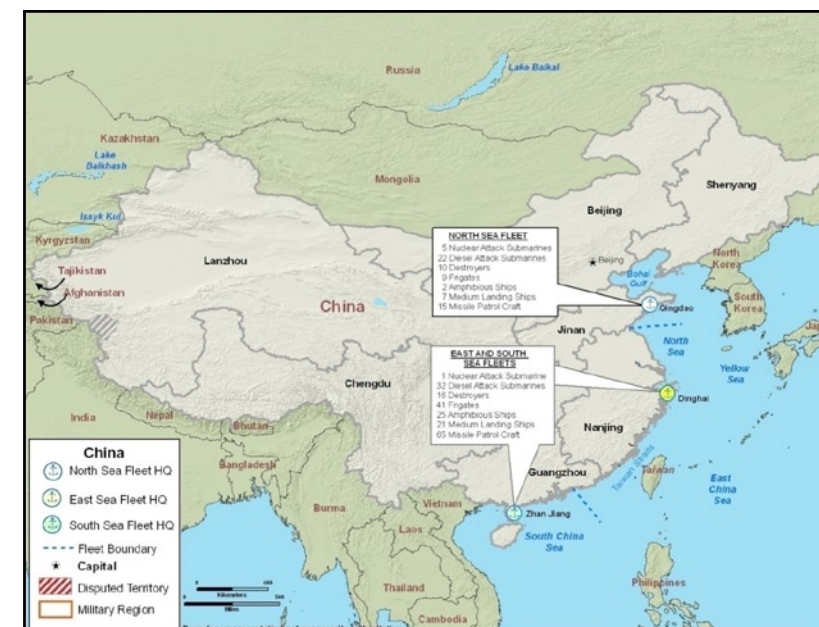 Russia
Lake Baikal
Kazakhstan
Lake
Balkhash
Mongolia
Shenyang
Beijing
Issyk Kul
Kyrgyzstan
NORTH SEA FLEET
5 Nuclear Attack Submarines
22 Diesel Attack Submarines
10 Destroyers
9 Frigates
2 Amphibious Ships
7 Medium Landing Ships
15 Missile Patrol Craft
Lanzhou
Beijing
North
Korea
Tajikistan
Bohai
Gulf
Afghanistan
China
Qingdao
South
Korea
Pakistan
Jinan
North
Sea
Yellow
Sea
EAST AND SOUTH
SEA FLEETS
1 Nuclear Attack Submarine
32 Diesel Attack Submarines
16 Destroyers
41 Frigates
25 Amphibious Ships
21 Medium Landing Ships
65 Missile Patrol Craft
Chengdu
Dinghai
India
Nepal
Bhutan
Nanjing
Bangladesh
Guangzhou
Taiwan Straits
Taiwan
East
China
Sea
Burma
Vietnam
Zhan Jiang
Laos
South China
Sea
Thailand
Philippines
Cambodia
China
North Sea Fleet HQ
East Sea Fleet HQ
South Sea Fleet HQ
Fleet Boundary
Capital
Disputed Territory
Military Region
Kilometers
Miles